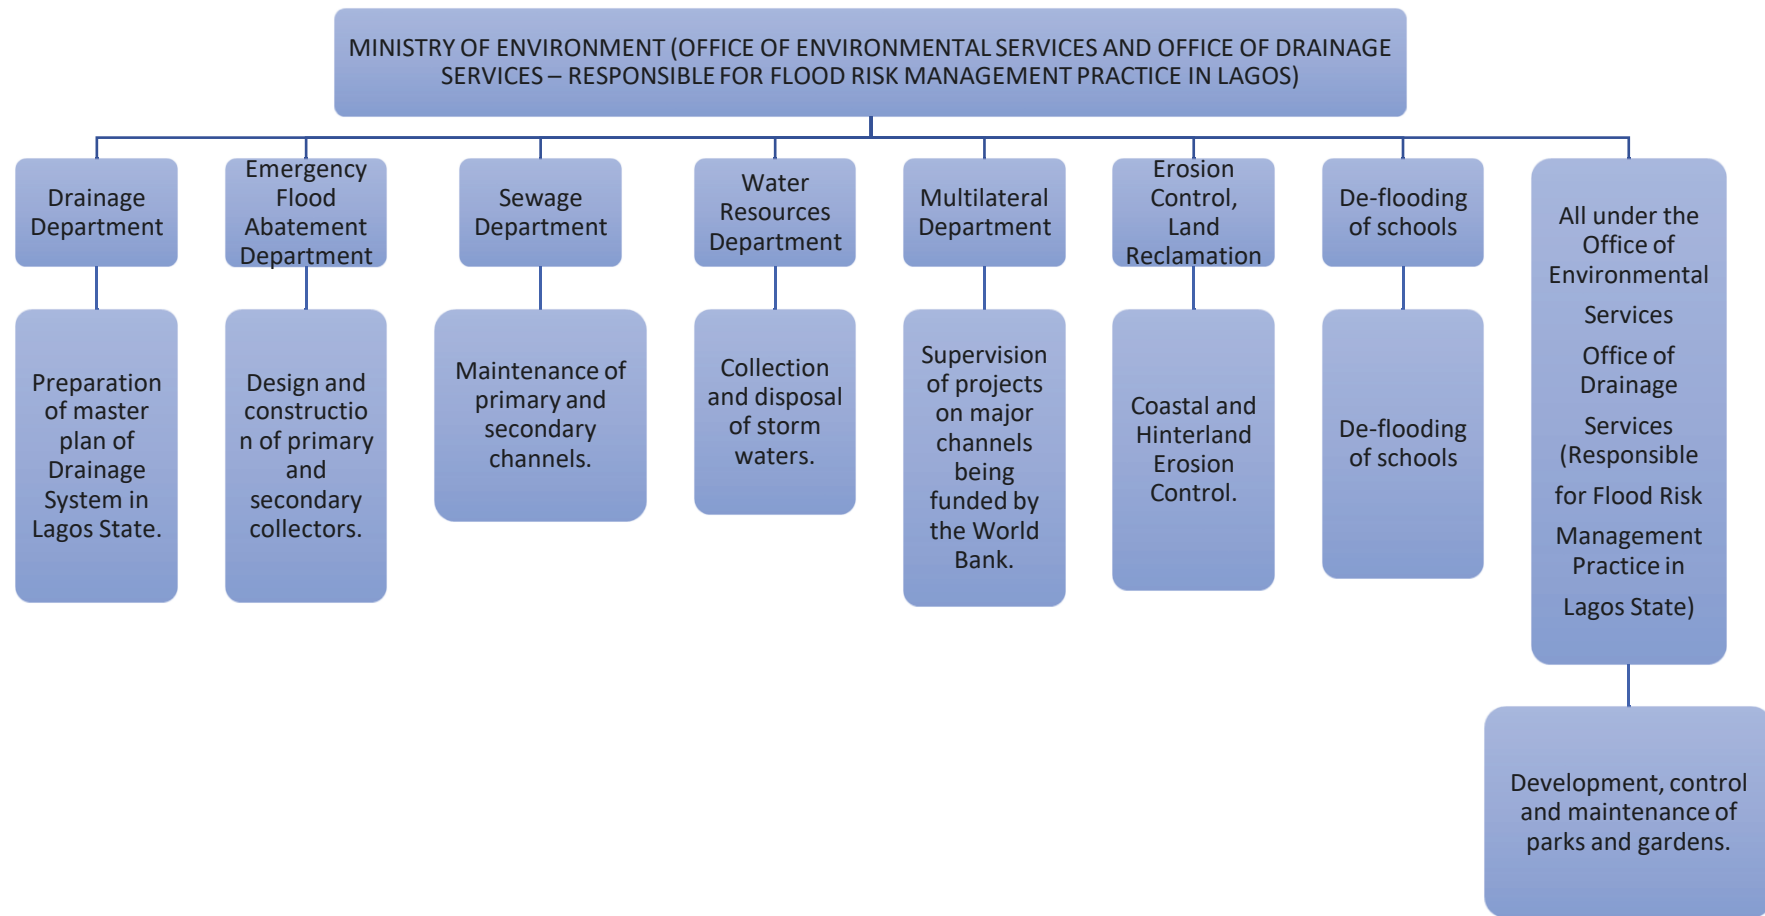 MINISTRY OF ENVIRONMENT (OFFICE OF ENVIRONMENTAL SERVICES AND OFFICE OF DRAINAGE
SERVICES – RESPONSIBLE FOR FLOOD RISK MANAGEMENT PRACTICE IN LAGOS)
Drainage
Department
Emergency
Flood
Abatement
Department
Sewage
Department
Water
Resources
Department
Multilateral
Department
Erosion
Control,
Land
Reclamation
De-flooding
of schools
All under the
Office of
Environmental
Services
Office of
Drainage
Services
(Responsible
for Flood Risk
Management
Practice in
Lagos State)
Preparation
of master
plan of
Drainage
System in
Lagos State.
Design and
constructio
n of primary
and
secondary
collectors.
Maintenance of
primary and
secondary
channels.
Collection
and disposal
of storm
waters.
Supervision
of projects
on major
channels
being
funded by
the World
Bank.
Coastal and
Hinterland
Erosion
Control.
De-flooding
of schools
Development, control
and maintenance of
parks and gardens.